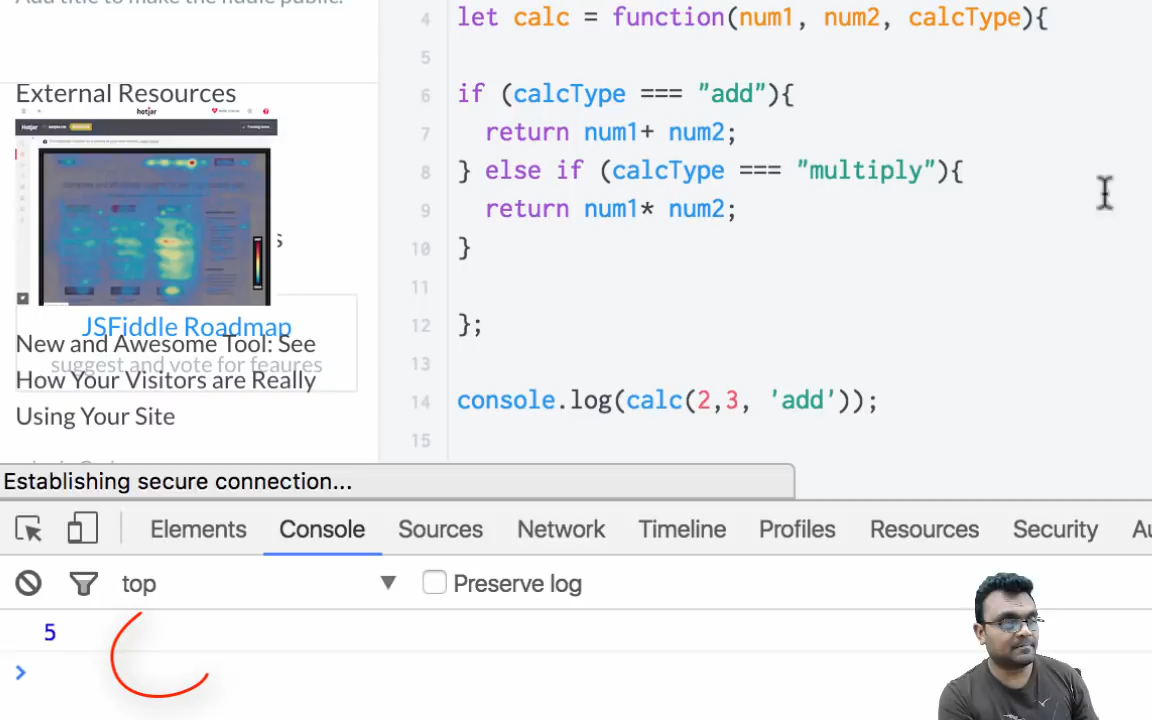 Add title to make the fiddle public.
External Resources
hotjar
JSFiddle Roadmap
suggest and vote for feaures
New and Awesome Tool: See
How Your Visitors are Really
Using Your Site
4 let calc = function(num1, num2, calcType){
5
6 if (calcType === "add"){
7 return num1+ num2;
8 } else if (calcType === "multiply"){
9 return num1* num2;
10 }
11
12 };
13
14 console.log(calc(2,3, 'add'));
15
Establishing secure connection...
Elements Console Sources Network Timeline Profiles Resources Security Au
top Preserve log
5
>